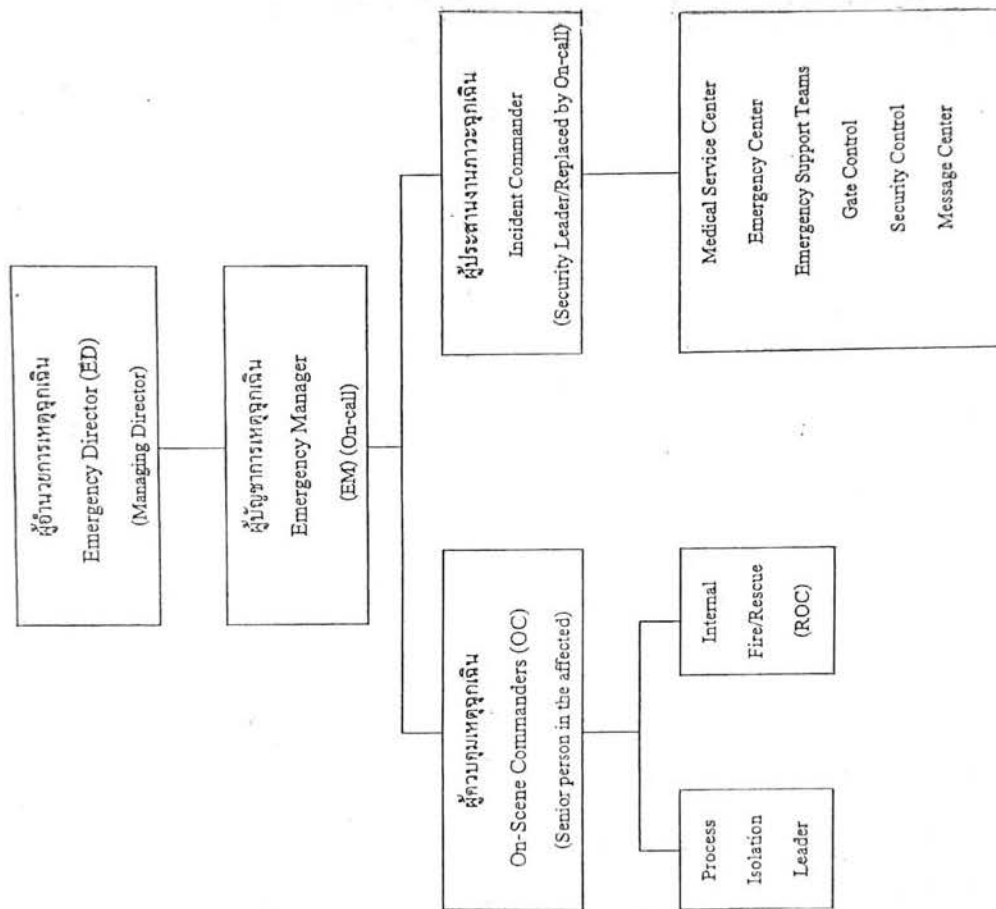 ผู้อำนวยการเหตุฉุกเฉิน
Emergency Director (ED)
(Managing Director)
ผู้บัญชาการเหตุฉุกเฉิน
Emergency Manager
(EM) (On-call)
ผู้ควบคุมเหตุฉุกเฉิน
On-Scene Commanders (OC)
(Senior person in the affected)
ผู้ประสานงานภาวะฉุกเฉิน
Incident Commander
(Security Leader/Replaced by On-call)
Process
Isolation
Leader
Internal
Fire/Rescue
(ROC)
Medical Service Center
Emergency Center
Emergency Support Teams
Gate Control
Security Control
Message Center